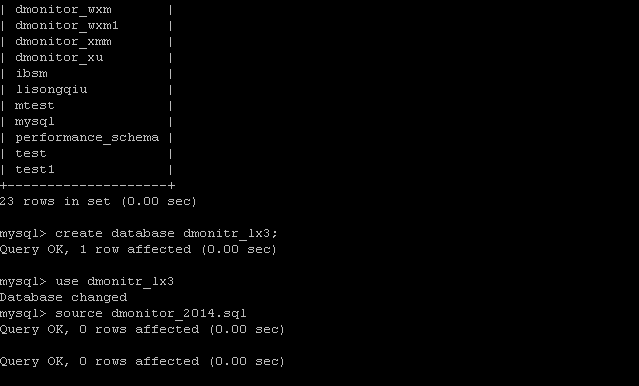 | dmonitor_wxm       |
| dmonitor_wxm1      |
| dmonitor_xmm       |
| dmonitor_xu        |
| ibsm               |
| lisongqiu          |
| mtest              |
| mysql              |
| performance_schema |
| test               |
| test1              |
+--------------------+
23 rows in set (0.00 sec)

mysql> create database dmonitr_lx3;
Query OK, 1 row affected (0.00 sec)

mysql> use dmonitr_lx3
Database changed
mysql> source dmonitor_2014.sql
Query OK, 0 rows affected (0.00 sec)

Query OK, 0 rows affected (0.00 sec)